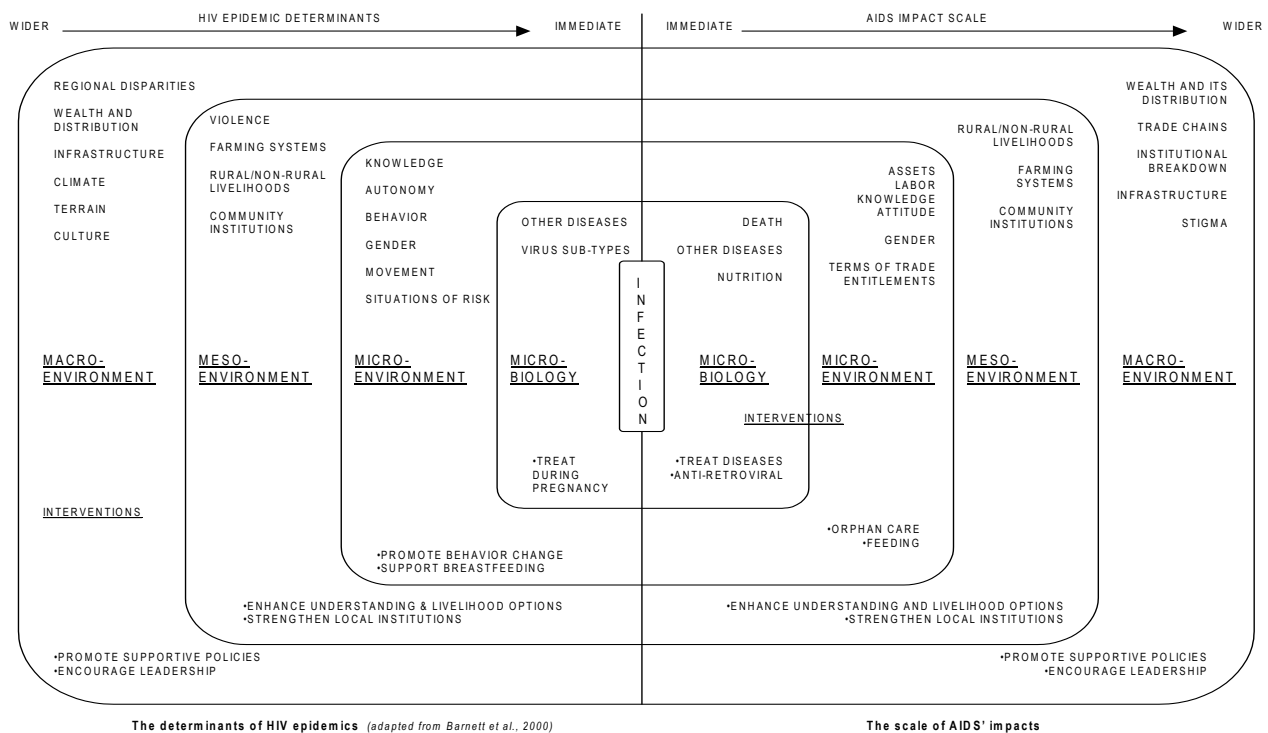 HIV EPIDEMIC DETERMINANTS
AIDS IMPACT SCALE
WIDER
IMMEDIATE
IMMEDIATE
WIDER
REGIONAL DISPARITIES
WEALTH AND
DISTRIBUTION
INFRASTRUCTURE
CLIMATE
TERRAIN
CULTURE
VIOLENCE
FARMING SYSTEMS
RURAL/NON-RURAL
LIVELIHOODS
COMMUNITY
INSTITUTIONS
KNOWLEDGE
AUTONOMY
BEHAVIOR
GENDER
MOVEMENT
SITUATIONS OF RISK
OTHER DISEASES
VIRUS SUB-TYPES
INFECTION
DEATH
OTHER DISEASES
NUTRITION
ASSETS
LABOR
KNOWLEDGE
ATTITUDE
GENDER
TERMS OF TRADE
ENTITLEMENTS
RURAL/NON-RURAL
LIVELIHOODS
FARMING
SYSTEMS
COMMUNITY
INSTITUTIONS
WEALTH AND ITS
DISTRIBUTION
TRADE CHAINS
INSTITUTIONAL
BREAKDOWN
INFRASTRUCTURE
STIGMA
MACRO-
ENVIRONMENT
MESO-
ENVIRONMENT
MICRO-
ENVIRONMENT
MICRO-
BIOLOGY
MICRO-
BIOLOGY
MICRO-
ENVIRONMENT
MESO-
ENVIRONMENT
MACRO-
ENVIRONMENT
INTERVENTIONS
•TREAT
DURING
PREGNANCY
•TREAT DISEASES
•ANTI-RETROVIRAL
INTERVENTIONS
•ORPHAN CARE
•FEEDING
•PROMOTE BEHAVIOR CHANGE
•SUPPORT BREASTFEEDING
•ENHANCE UNDERSTANDING & LIVELIHOOD OPTIONS
•STRENGTHEN LOCAL INSTITUTIONS
•ENHANCE UNDERSTANDING AND LIVELIHOOD OPTIONS
•STRENGTHEN LOCAL INSTITUTIONS
•PROMOTE SUPPORTIVE POLICIES
•ENCOURAGE LEADERSHIP
•PROMOTE SUPPORTIVE POLICIES
•ENCOURAGE LEADERSHIP
The determinants of HIV epidemics (adapted from Barnett et al., 2000)
The scale of AIDS' impacts